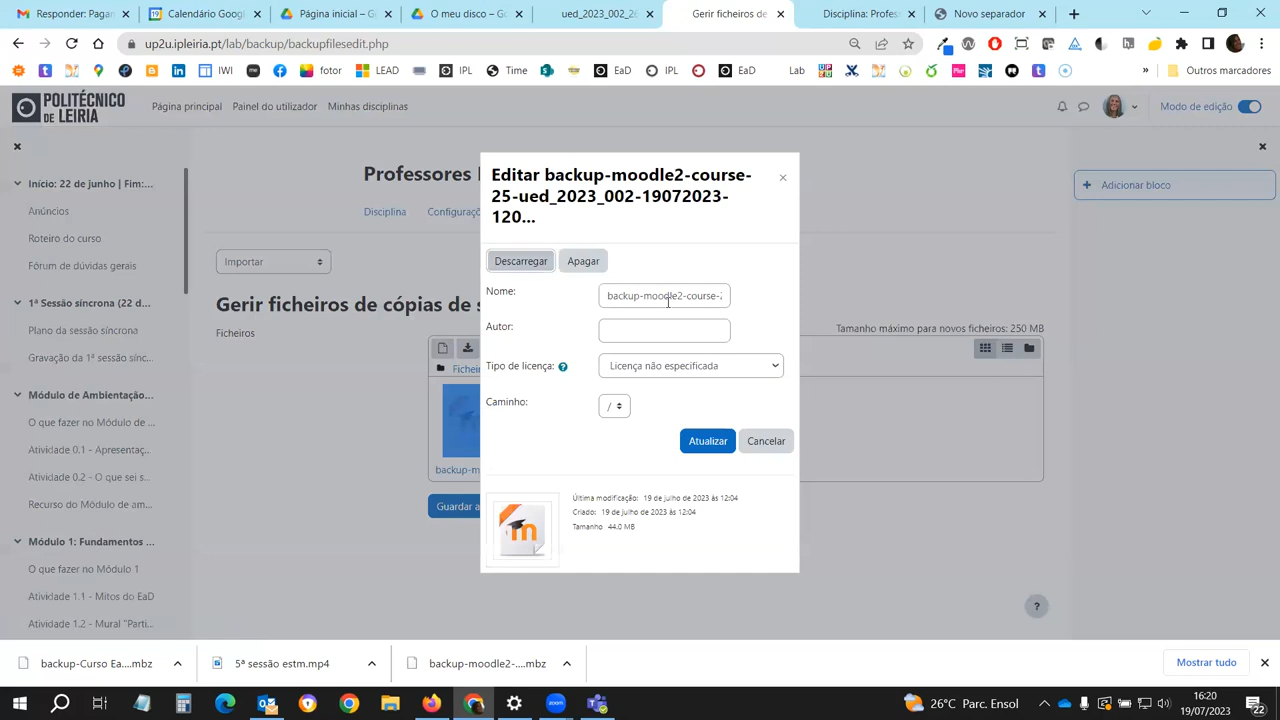 Responder: Pagan
Calendário Googl
Página inicial – G
O meu disco – G
ued_2023_002_26
Gerir ficheiros de
Disciplina: Profes
Novo separador
up2u.ipleiria.pt/lab/backup/backupfilesedit.php
IWI
fotor
LEAD
IPL
Time
EaD
IPL
EaD
Lab
»
Outros marcadores
POLITÉCNICO
DE LEIRIA
Página principal
Painel do utilizador
Minhas disciplinas
Modo de edição
Início: 22 de junho | Fim:...
Anúncios
Roteiro do curso
Fórum de dúvidas gerais
1ª Sessão síncrona (22 d...
Plano da sessão síncrona
Gravação da 1ª sessão sínc...
Módulo de Ambientação...
O que fazer no Módulo de ...
Atividade 0.1 - Apresentaç...
Atividade 0.2 - O que sei s...
Recurso do Módulo de am...
Módulo 1: Fundamentos ...
O que fazer no Módulo 1
Atividade 1.1 - Mitos do EaD
Atividade 1.2 - Mural "Parti...
Professores
Disciplina
Configuraçõ
Importar
Gerir ficheiros de cópias de s
Ficheiros
Tamanho máximo para novos ficheiros: 250 MB
Ficheir
backup-m
Guardar a
Adicionar bloco
Editar backup-moodle2-course-
25-ued_2023_002-19072023-
120...
Descarregar
Apagar
Nome:
backup-moodle2-course-2
Autor:
Tipo de licença:
Licença não especificada
Caminho:
/
Atualizar
Cancelar
Última modificação: 19 de julho de 2023 às 12:04
Criado: 19 de julho de 2023 às 12:04
Tamanho 44.0 MB
?
backup-Curso Ea....mbz
5ª sessão estm.mp4
backup-moodle2-....mbz
Mostrar tudo
26°C Parc. Ensol
16:20
19/07/2023
22